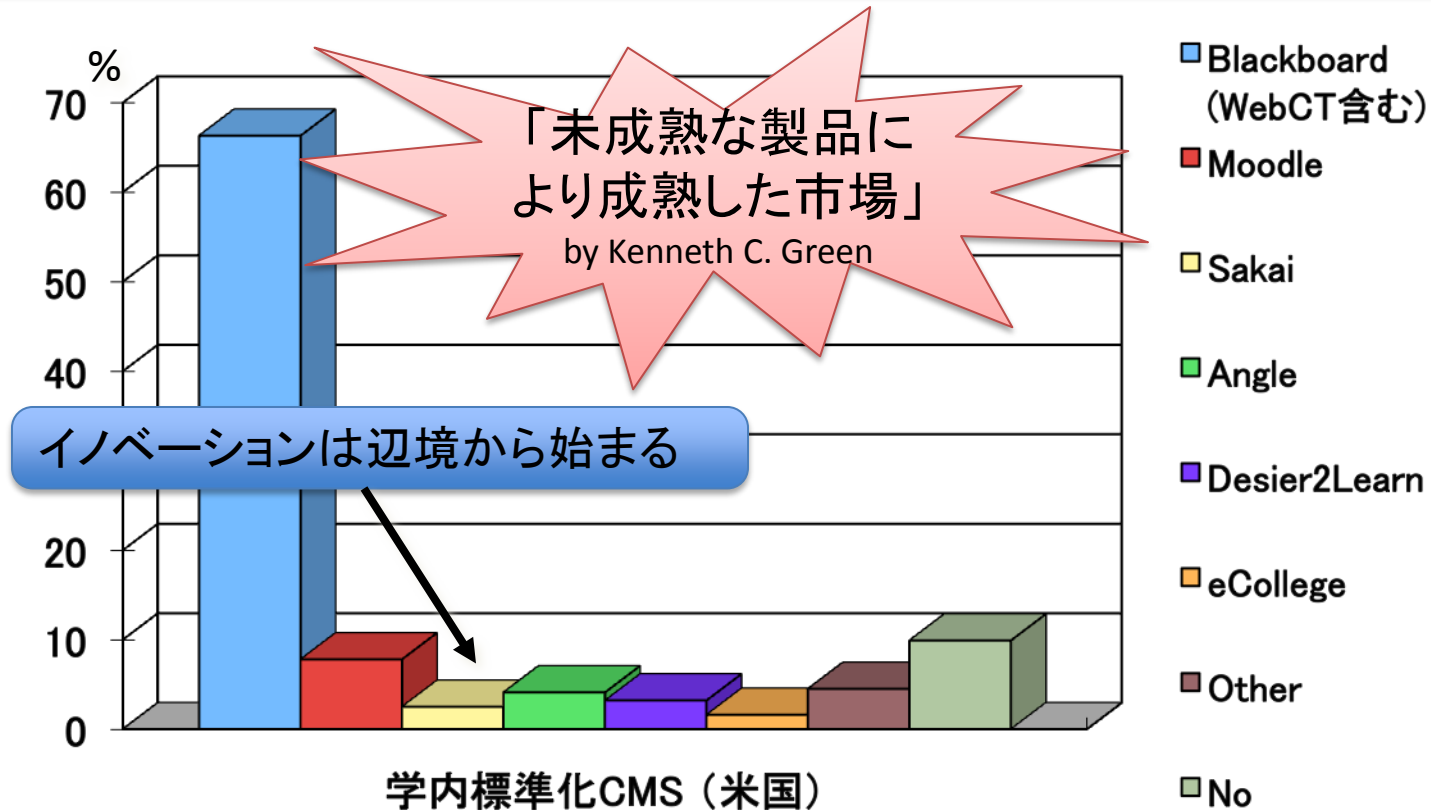 %
70
60
50
40
20
10
0
「未成熟な製品に
より成熟した市場」
by Kenneth C. Green
イノベーションは辺境から始まる
学内標準化CMS（米国）
Blackboard
(WebCT含む)
Moodle
Sakai
Angle
Desier2Learn
eCollege
Other
No